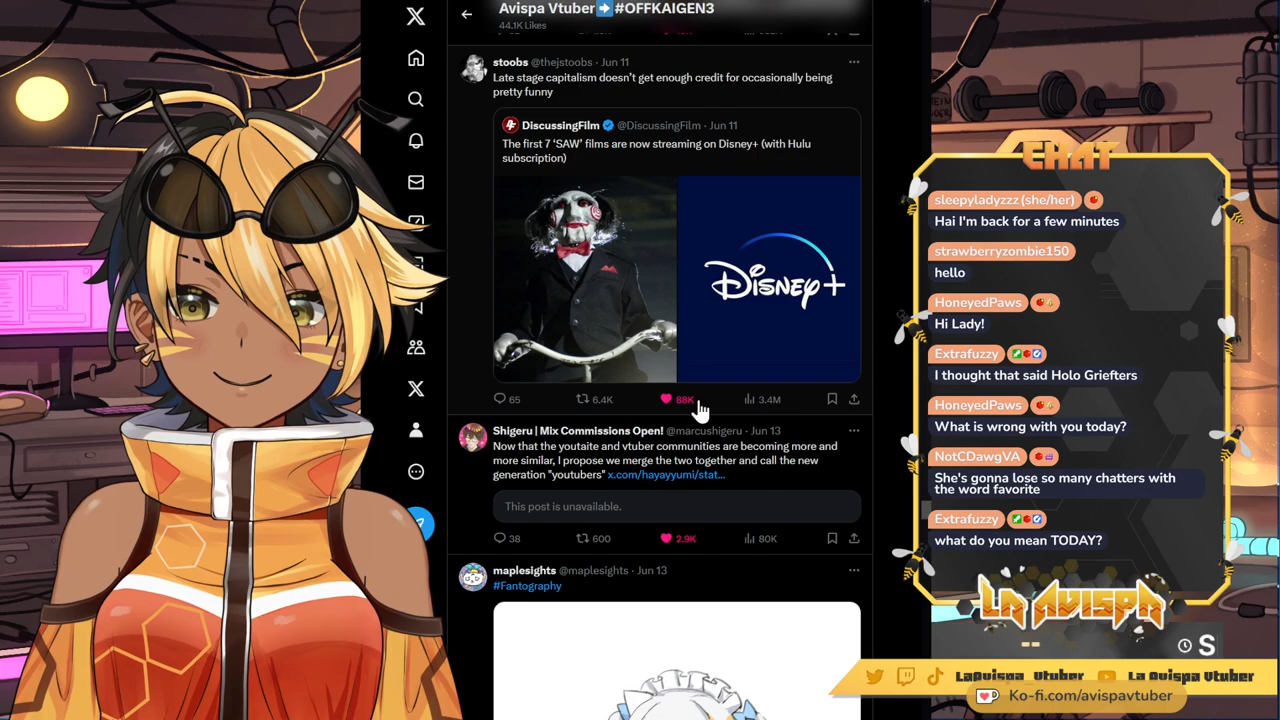 Avispa Vtuber➡️#OFFKAIGEN3
44.1K Likes
stoobs @thejstoobs · Jun 11
Late stage capitalism doesn't get enough credit for occasionally being
pretty funny
DiscussingFilm @DiscussingFilm · Jun 11
The first 7 'SAW' films are now streaming on Disney+ (with Hulu
subscription)
Disney+
65 6.4K 88K 3.4M
Shigeru | Mix Commissions Open! @marcushigeru · Jun 13
Now that the youtaite and vtuber communities are becoming more and
more similar, I propose we merge the two together and call the new
generation "youtubers" x.com/hayayyumi/stat...
This post is unavailable.
38 600 2.9K 80K
maplesights @maplesights · Jun 13
#Fantography
CHAT
sleepyladyzzz (she/her)
Hai I'm back for a few minutes
strawberryzombie150
hello
HoneyedPaws
Hi Lady!
Extrafuzzy
I thought that said Holo Grifters
HoneyedPaws
What is wrong with you today?
NotCDawgVA
She's gonna lose so many chatters with
the word favorite
Extrafuzzy
what do you mean TODAY?
LA AVISPA
S
LaAvispa_Vtuber La Avispa Vtuber
Ko-fi.com/avispavtuber